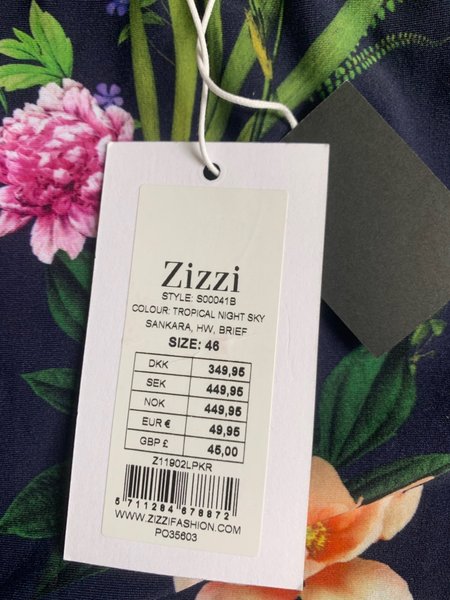 Zizzi
STYLE: S00041B
COLOUR: TROPICAL NIGHT SKY
SANKARA, HW, BRIEF
SIZE: 46
DKK 349,95
SEK 449,95
NOK 449,95
EUR € 49,95
GBP £ 45,00
Z11902LPKR
5 711284 678872
WWW.ZIZZIFASHION.COM
PO35603